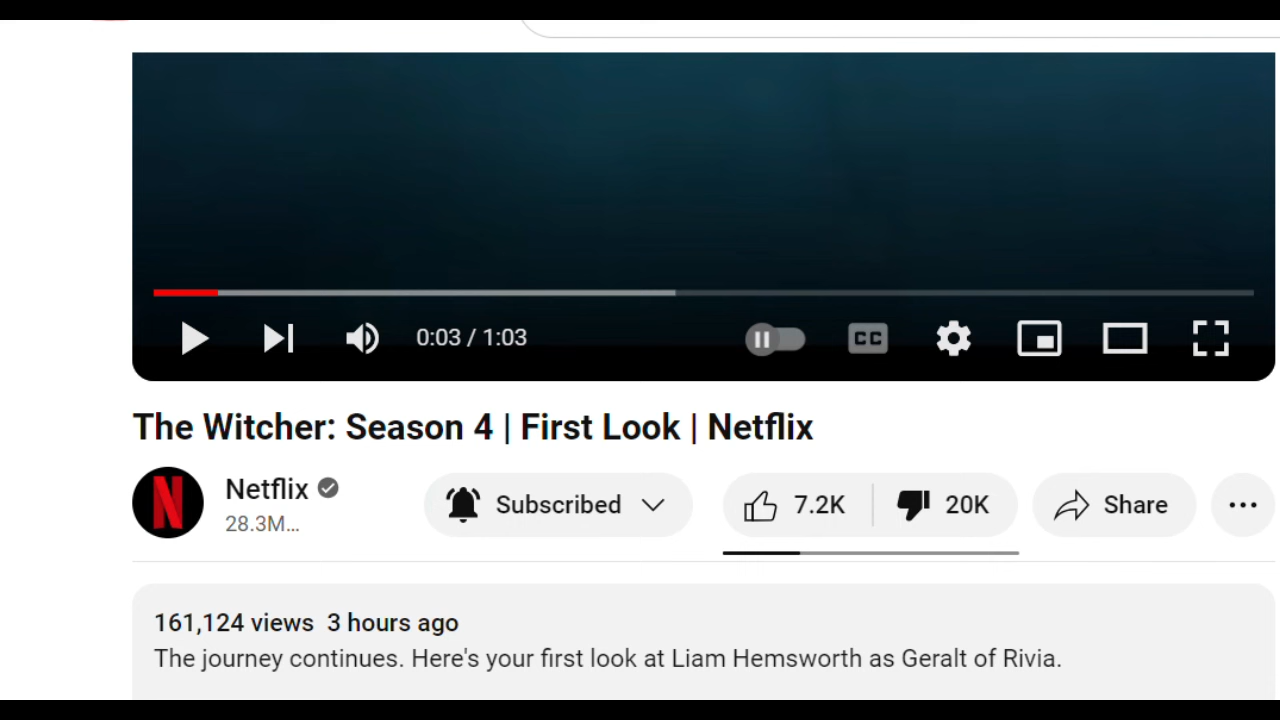 0:03 / 1:03
CC
The Witcher: Season 4 | First Look | Netflix
N
Netflix
28.3M...
Subscribed
7.2K
20K
Share
161,124 views 3 hours ago
The journey continues. Here's your first look at Liam Hemsworth as Geralt of Rivia.